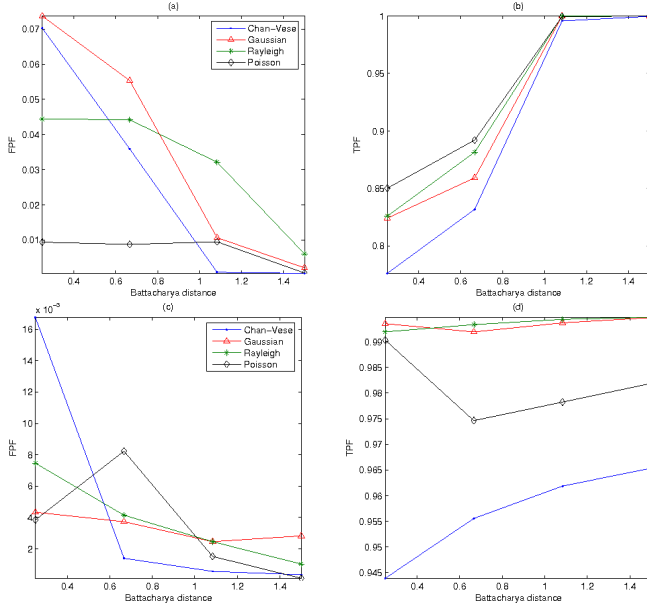 (a)
0.07
0.06
0.05
0.04
0.03
0.02
0.01
FPF
Chan-Vese
Gaussian
Rayleigh
Poisson
0.4 0.6 0.8 1 1.2 1.4
Battacharya distance
(b)
1
0.95
0.9
0.85
0.8
TPF
0.4 0.6 0.8 1 1.2 1.4
Battacharya distance
(c)
x 10⁻³
16
14
12
10
8
6
4
2
FPF
Chan-Vese
Gaussian
Rayleigh
Poisson
0.4 0.6 0.8 1 1.2 1.4
Battacharya distance
(d)
0.99
0.985
0.98
0.975
0.97
0.965
0.96
0.955
0.95
0.945
TPF
0.4 0.6 0.8 1 1.2 1.4
Battacharya distance